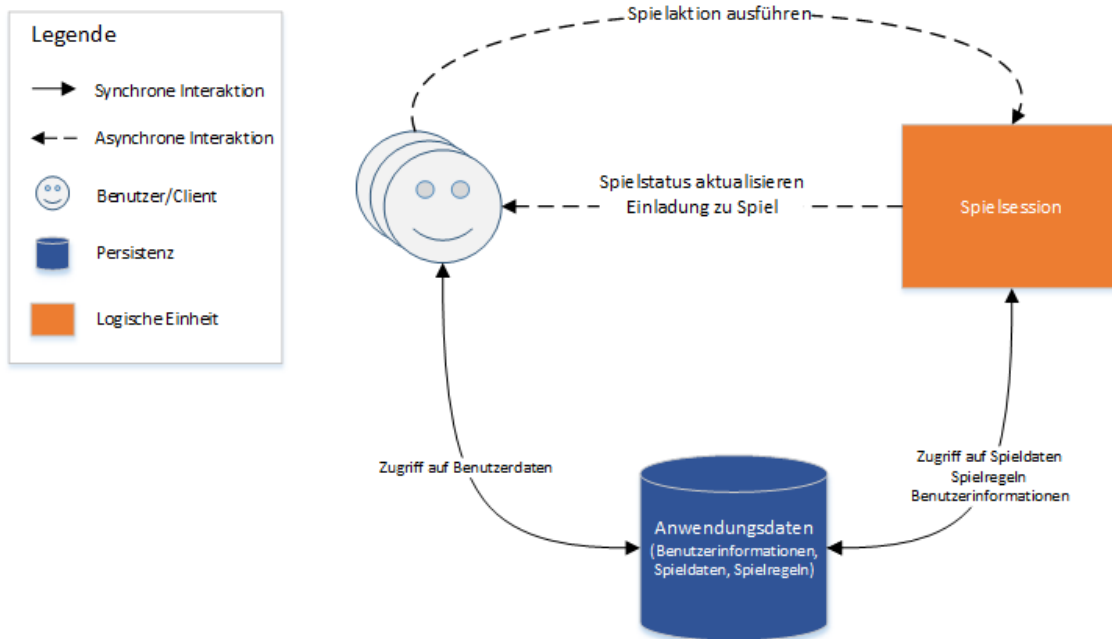 Legende
Synchrone Interaktion
Asynchrone Interaktion
Benutzer/Client
Persistenz
Logische Einheit
Spielaktion ausführen
Spielstatus aktualisieren
Einladung zu Spiel
Spielsession
Zugriff auf Benutzerdaten
Zugriff auf Spieldaten
Spielregeln
Benutzerinformationen
Anwendungsdaten
(Benutzerinformationen,
Spieldaten, Spielregeln)